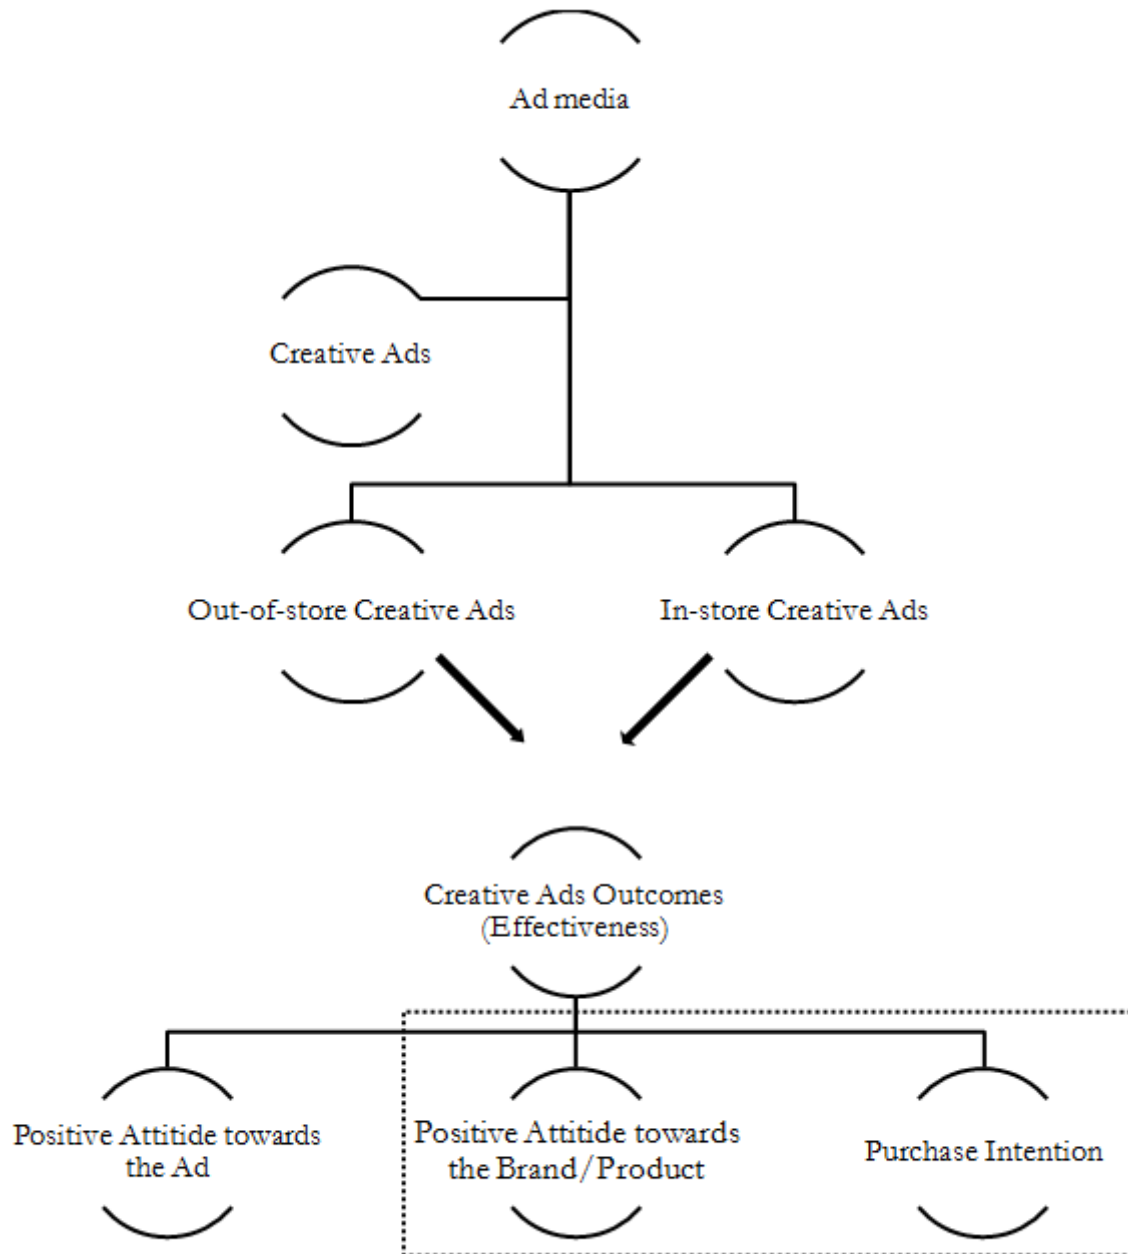 Ad media
Creative Ads
Out-of-store Creative Ads
In-store Creative Ads
Creative Ads Outcomes
(Effectiveness)
Positive Attitide towards
the Ad
Positive Attitide towards
the Brand/Product
Purchase Intention